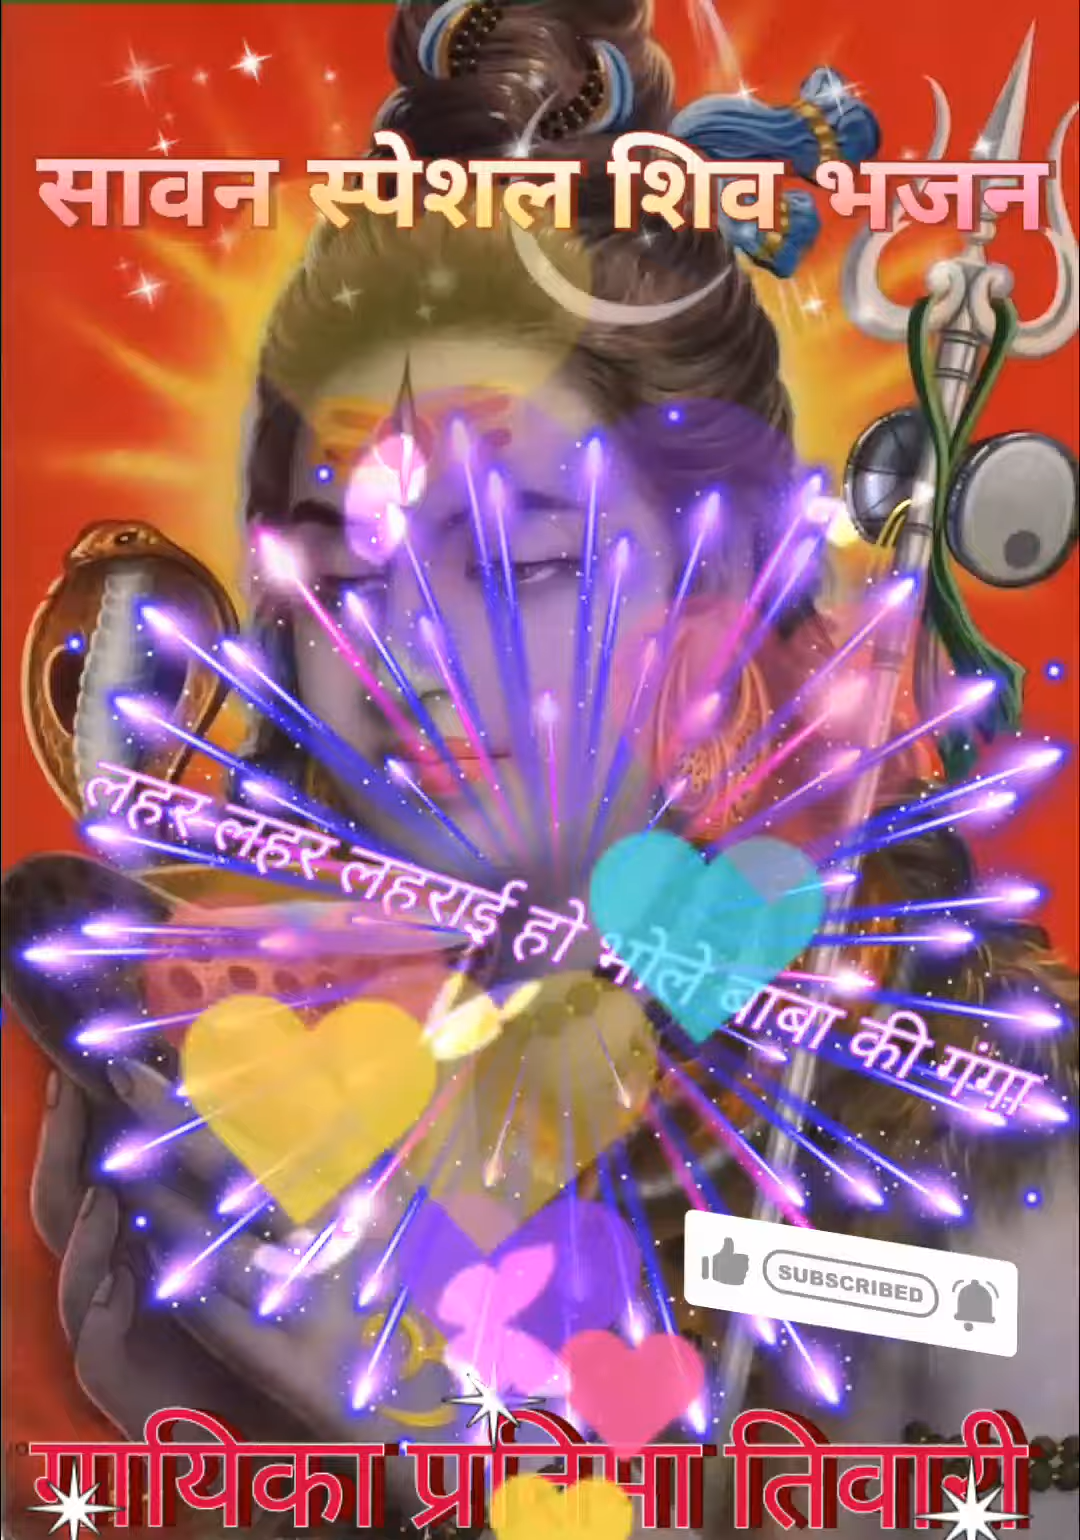 सावन स्पेशल शिव भजन
लहर-लहर लहराई हो भोले बाबा की गंगा
SUBSCRIBED
गायिका प्रतिमा तिवारी